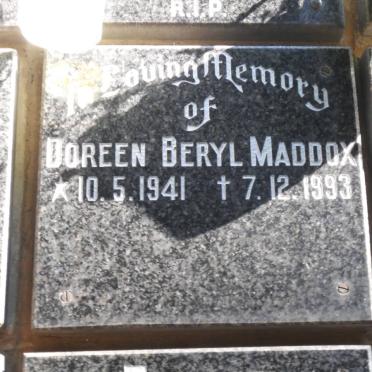 R.I.P.
In Loving Memory
of
DOREEN BERYL MADDOX
★ 10.5.1941 † 7.12.1993